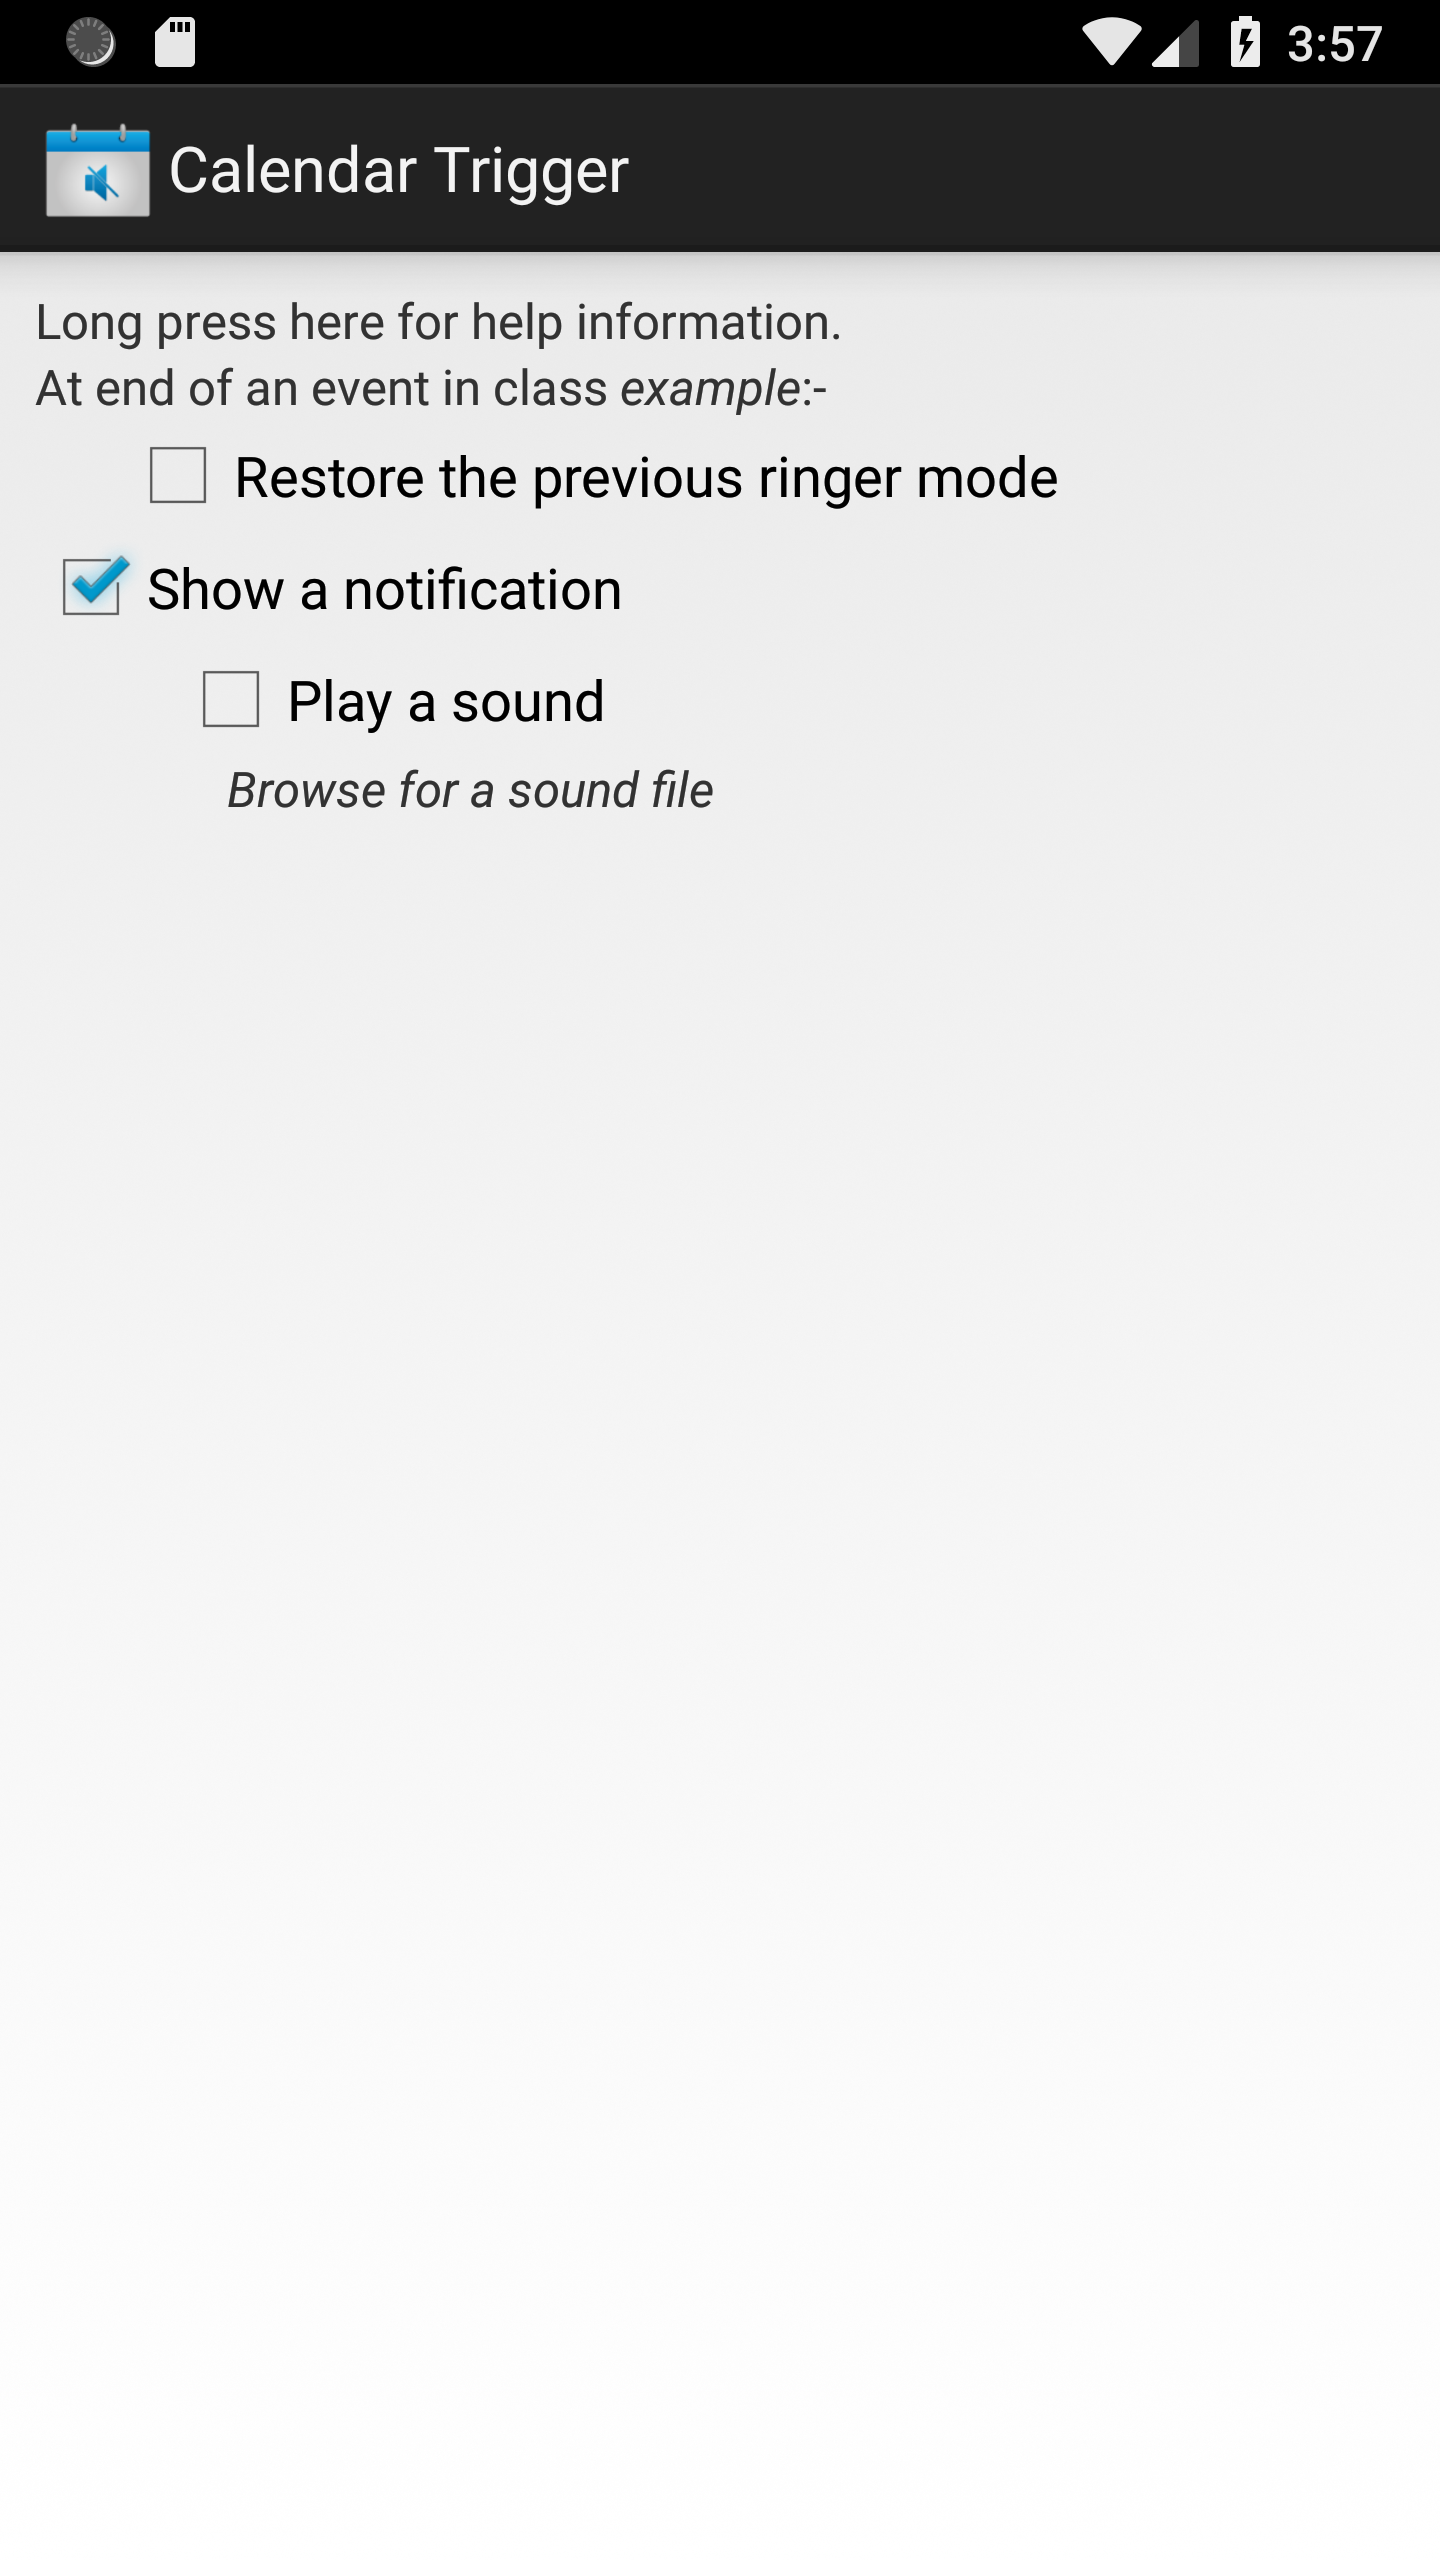 3:57
Calendar Trigger
Long press here for help information.
At end of an event in class example:-
Restore the previous ringer mode
Show a notification
Play a sound
Browse for a sound file